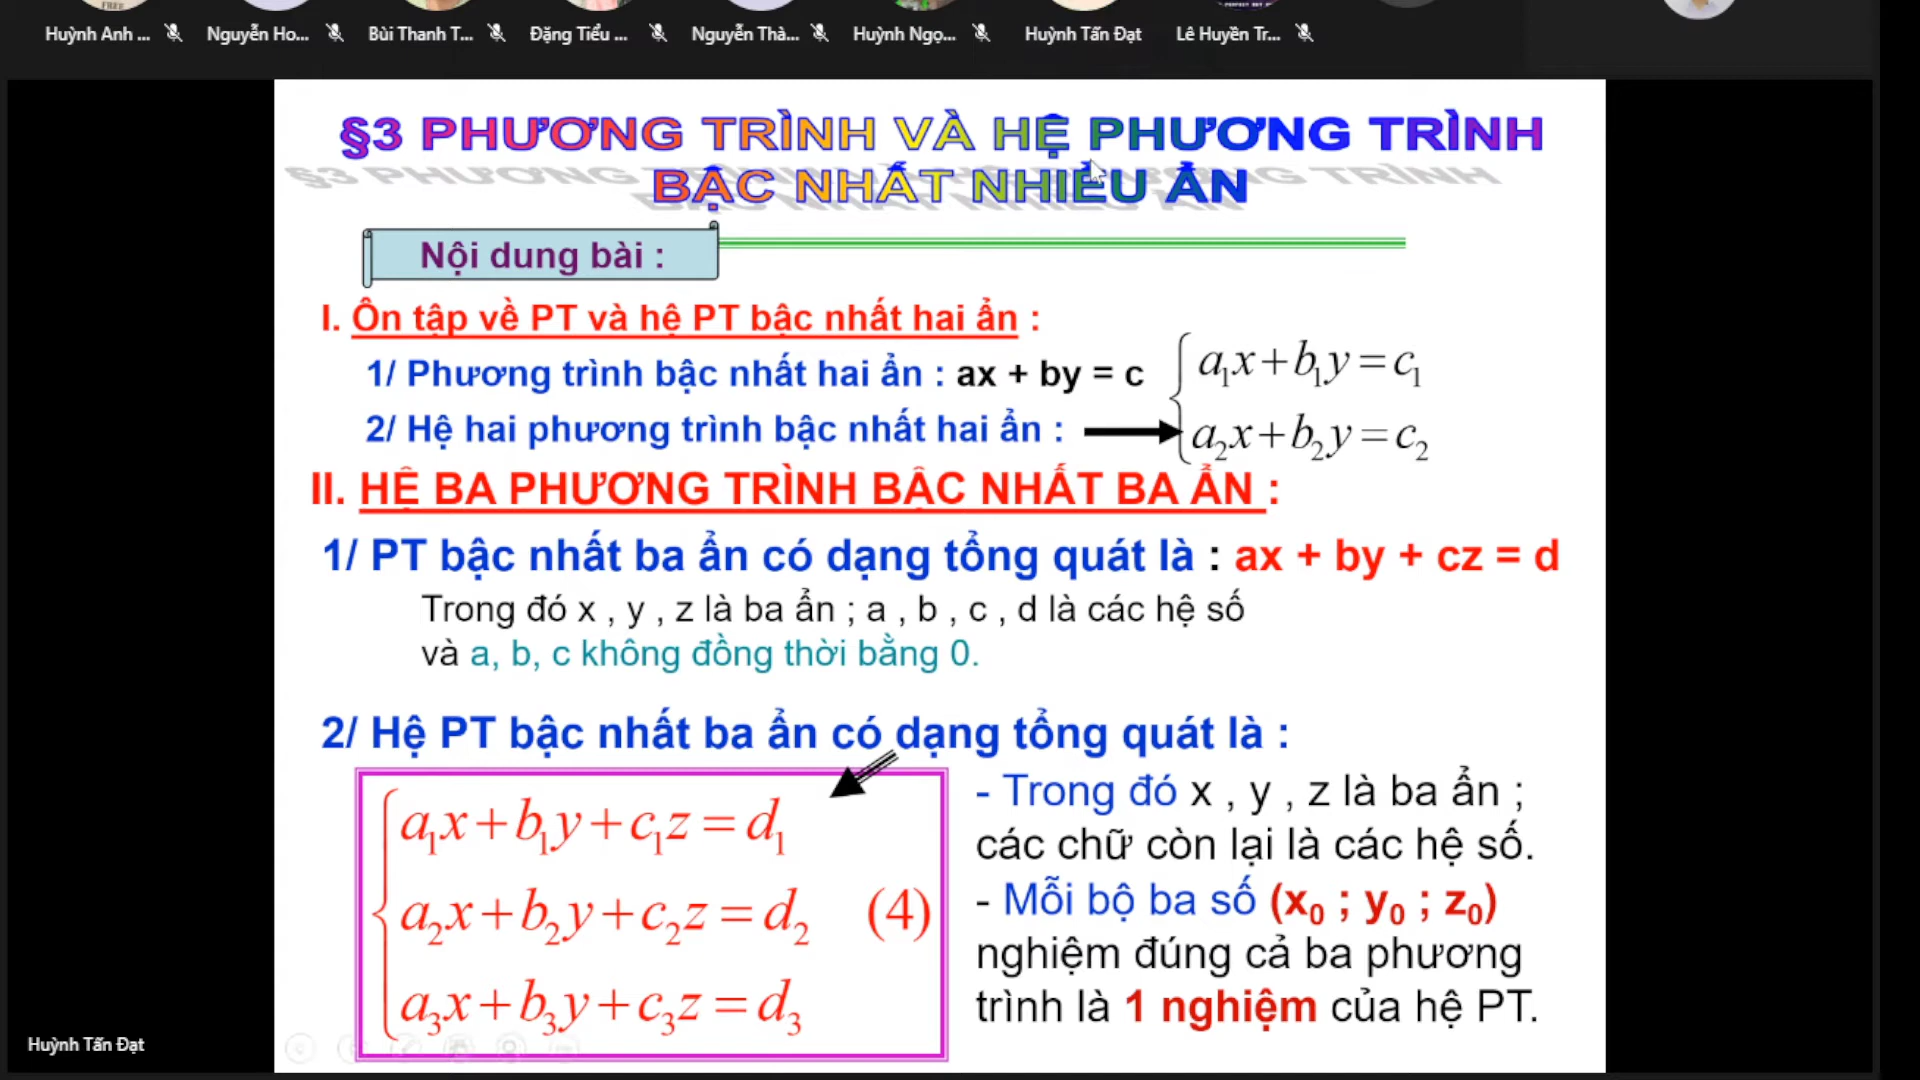 Huỳnh Anh ... Nguyễn Ho... Bùi Thanh T... Đặng Tiểu ... Nguyễn Thà... Huỳnh Ngọ... Huỳnh Tấn Đạt Lê Huyền Tr...
§3 PHƯƠNG TRÌNH VÀ HỆ PHƯƠNG TRÌNH
BẬC NHẤT NHIỀU ẨN
Nội dung bài :
I. Ôn tập về PT và hệ PT bậc nhất hai ẩn :
1/ Phương trình bậc nhất hai ẩn : ax + by = c
a₁x+b₁y=c₁
2/ Hệ hai phương trình bậc nhất hai ẩn :
a₂x+b₂y=c₂
II. HỆ BA PHƯƠNG TRÌNH BẬC NHẤT BA ẨN :
1/ PT bậc nhất ba ẩn có dạng tổng quát là : ax + by + cz = d
Trong đó x , y , z là ba ẩn ; a , b , c , d là các hệ số
và a, b, c không đồng thời bằng 0.
2/ Hệ PT bậc nhất ba ẩn có dạng tổng quát là :
a₁x+b₁y+c₁z=d₁
a₂x+b₂y+c₂z=d₂ (4)
a₃x+b₃y+c₃z=d₃
- Trong đó x , y , z là ba ẩn ;
các chữ còn lại là các hệ số.
- Mỗi bộ ba số (x₀ ; y₀ ; z₀)
nghiệm đúng cả ba phương
trình là 1 nghiệm của hệ PT.
Huỳnh Tấn Đạt